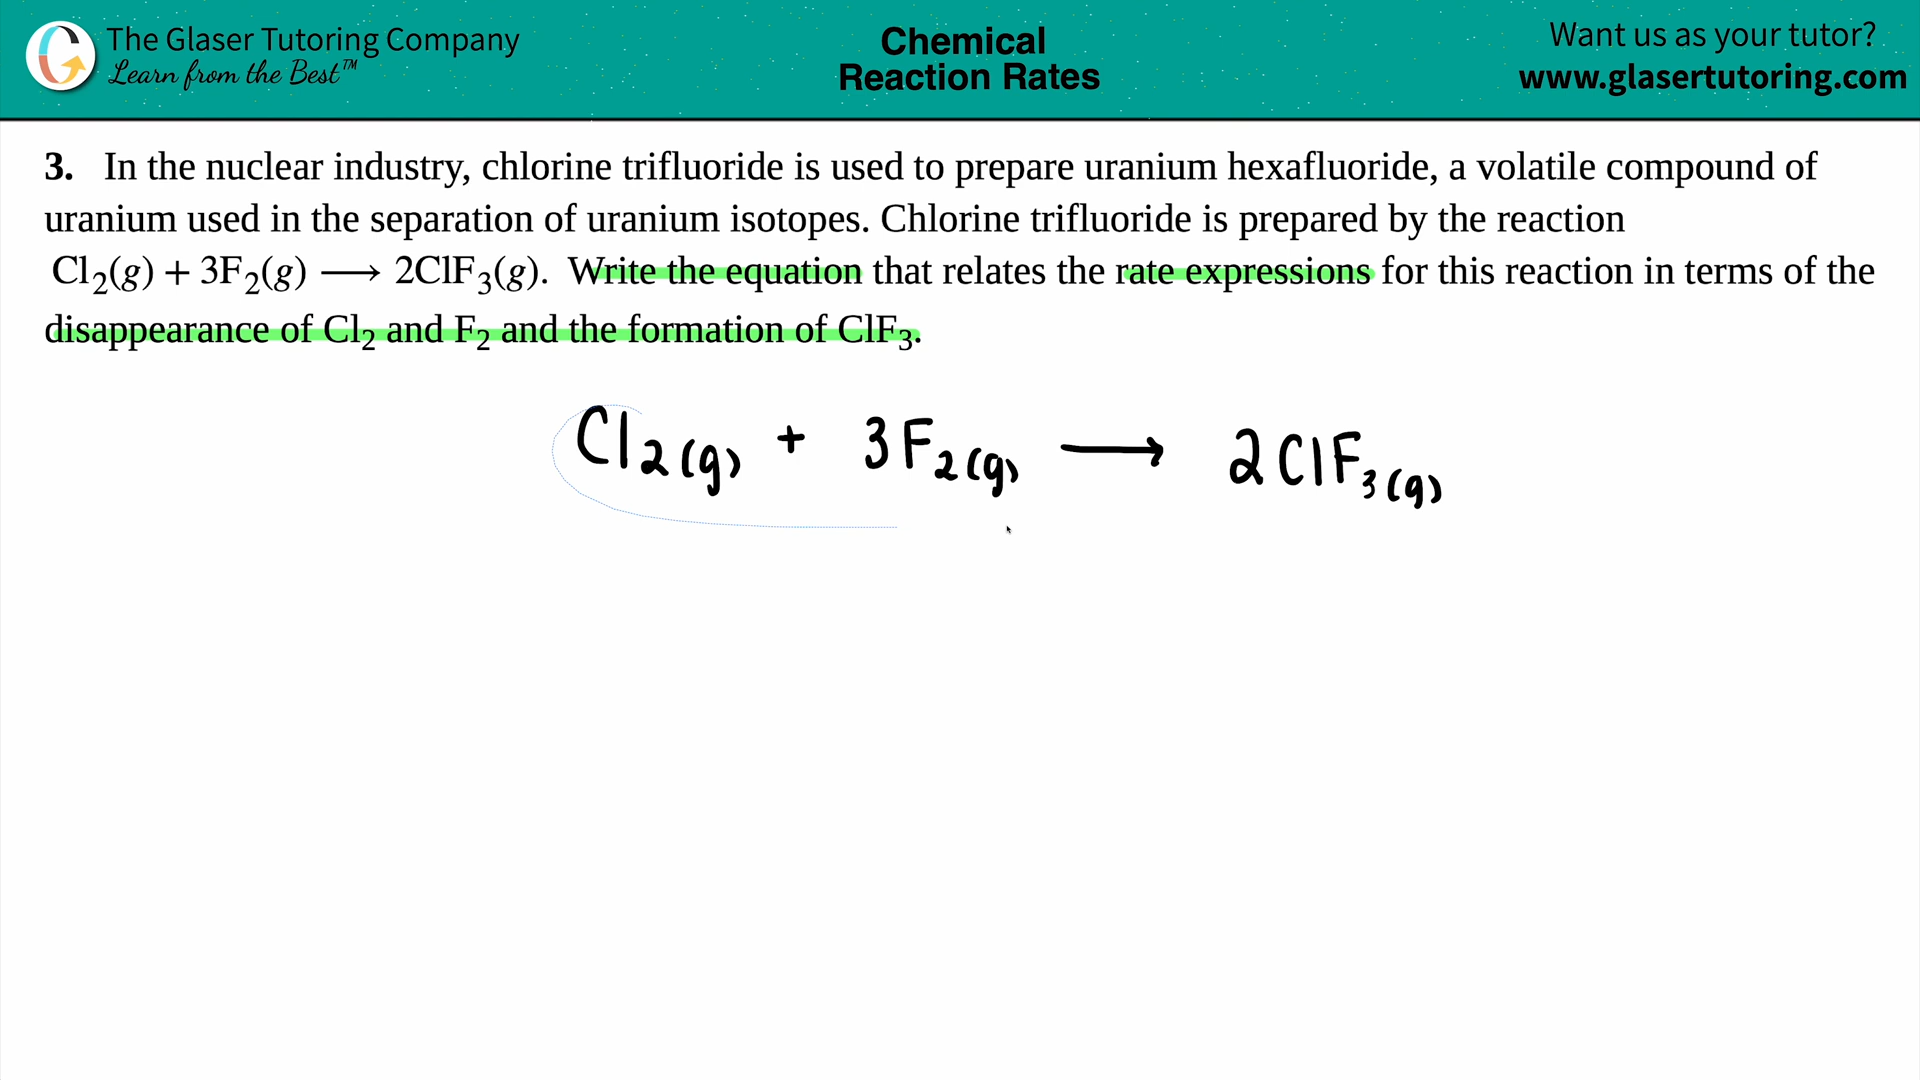 The Glaser Tutoring Company
Learn from the Best™
Chemical
Reaction Rates
Want us as your tutor?
www.glasertutoring.com
3. In the nuclear industry, chlorine trifluoride is used to prepare uranium hexafluoride, a volatile compound of
uranium used in the separation of uranium isotopes. Chlorine trifluoride is prepared by the reaction
Cl₂(g) + 3F₂(g) ⟶ 2ClF₃(g). Write the equation that relates the rate expressions for this reaction in terms of the
disappearance of Cl₂ and F₂ and the formation of ClF₃.
Cl₂(g) + 3F₂(g) ⟶ 2ClF₃(g)